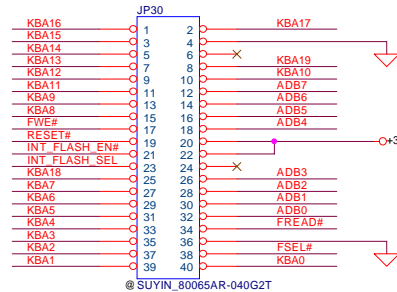 JP30
KBA16 1 2 KBA17
KBA15 3 4
KBA14 5 6
KBA13 7 8 KBA19
KBA12 9 10 KBA10
KBA11 11 12 ADB7
KBA9 13 14 ADB6
KBA8 15 16 ADB5
FWE# 17 18 ADB4
RESET# 19 20 +3
INT_FLASH_EN# 21 22
INT_FLASH_SEL 23 24
KBA18 25 26 ADB3
KBA7 27 28 ADB2
KBA6 29 30 ADB1
KBA5 31 32 ADB0
KBA4 33 34 FREAD#
KBA3 35 36
KBA2 37 38 FSEL#
KBA1 39 40 KBA0
@SUYIN_80065AR-040G2T